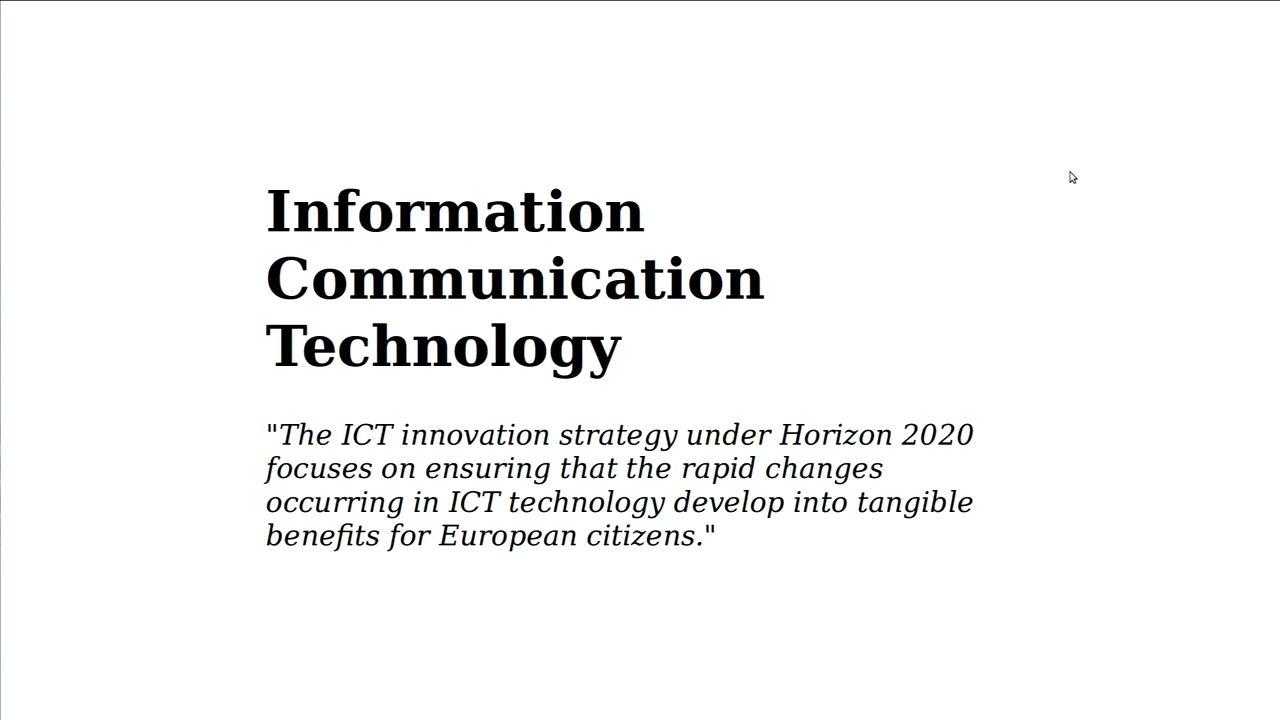 Information
Communication
Technology
"The ICT innovation strategy under Horizon 2020
focuses on ensuring that the rapid changes
occurring in ICT technology develop into tangible
benefits for European citizens."